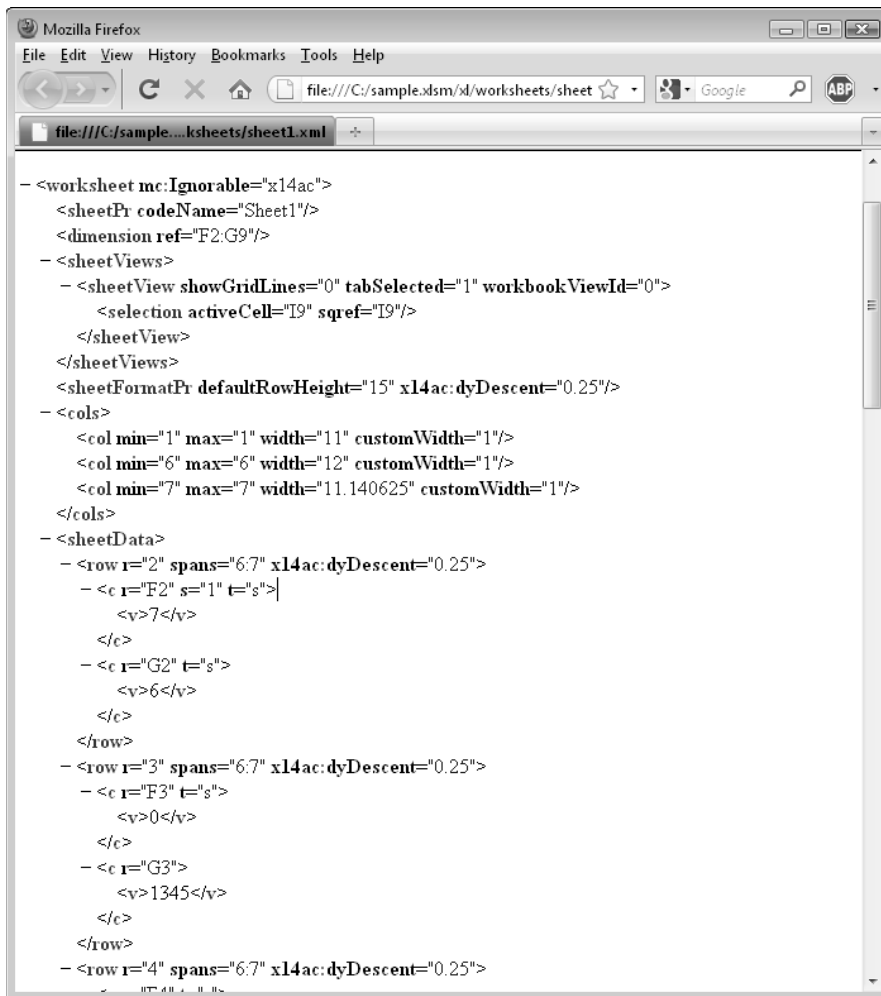 Mozilla Firefox
File Edit View History Bookmarks Tools Help
file:///C:/sample.xlsm/xl/worksheets/sheet Google ABP
file:///C:/sample....ksheets/sheet1.xml
− <worksheet mc:Ignorable="x14ac">
<sheetPr codeName="Sheet1"/>
<dimension ref="F2:G9"/>
− <sheetViews>
− <sheetView showGridLines="0" tabSelected="1" workbookViewId="0">
<selection activeCell="I9" sqref="I9"/>
</sheetView>
</sheetViews>
<sheetFormatPr defaultRowHeight="15" x14ac:dyDescent="0.25"/>
− <cols>
<col min="1" max="1" width="11" customWidth="1"/>
<col min="6" max="6" width="12" customWidth="1"/>
<col min="7" max="7" width="11.140625" customWidth="1"/>
</cols>
− <sheetData>
− <row r="2" spans="6:7" x14ac:dyDescent="0.25">
− <c r="F2" s="1" t="s">
<v>7</v>
</c>
− <c r="G2" t="s">
<v>6</v>
</c>
</row>
− <row r="3" spans="6:7" x14ac:dyDescent="0.25">
− <c r="F3" t="s">
<v>0</v>
</c>
− <c r="G3">
<v>1345</v>
</c>
</row>
− <row r="4" spans="6:7" x14ac:dyDescent="0.25">